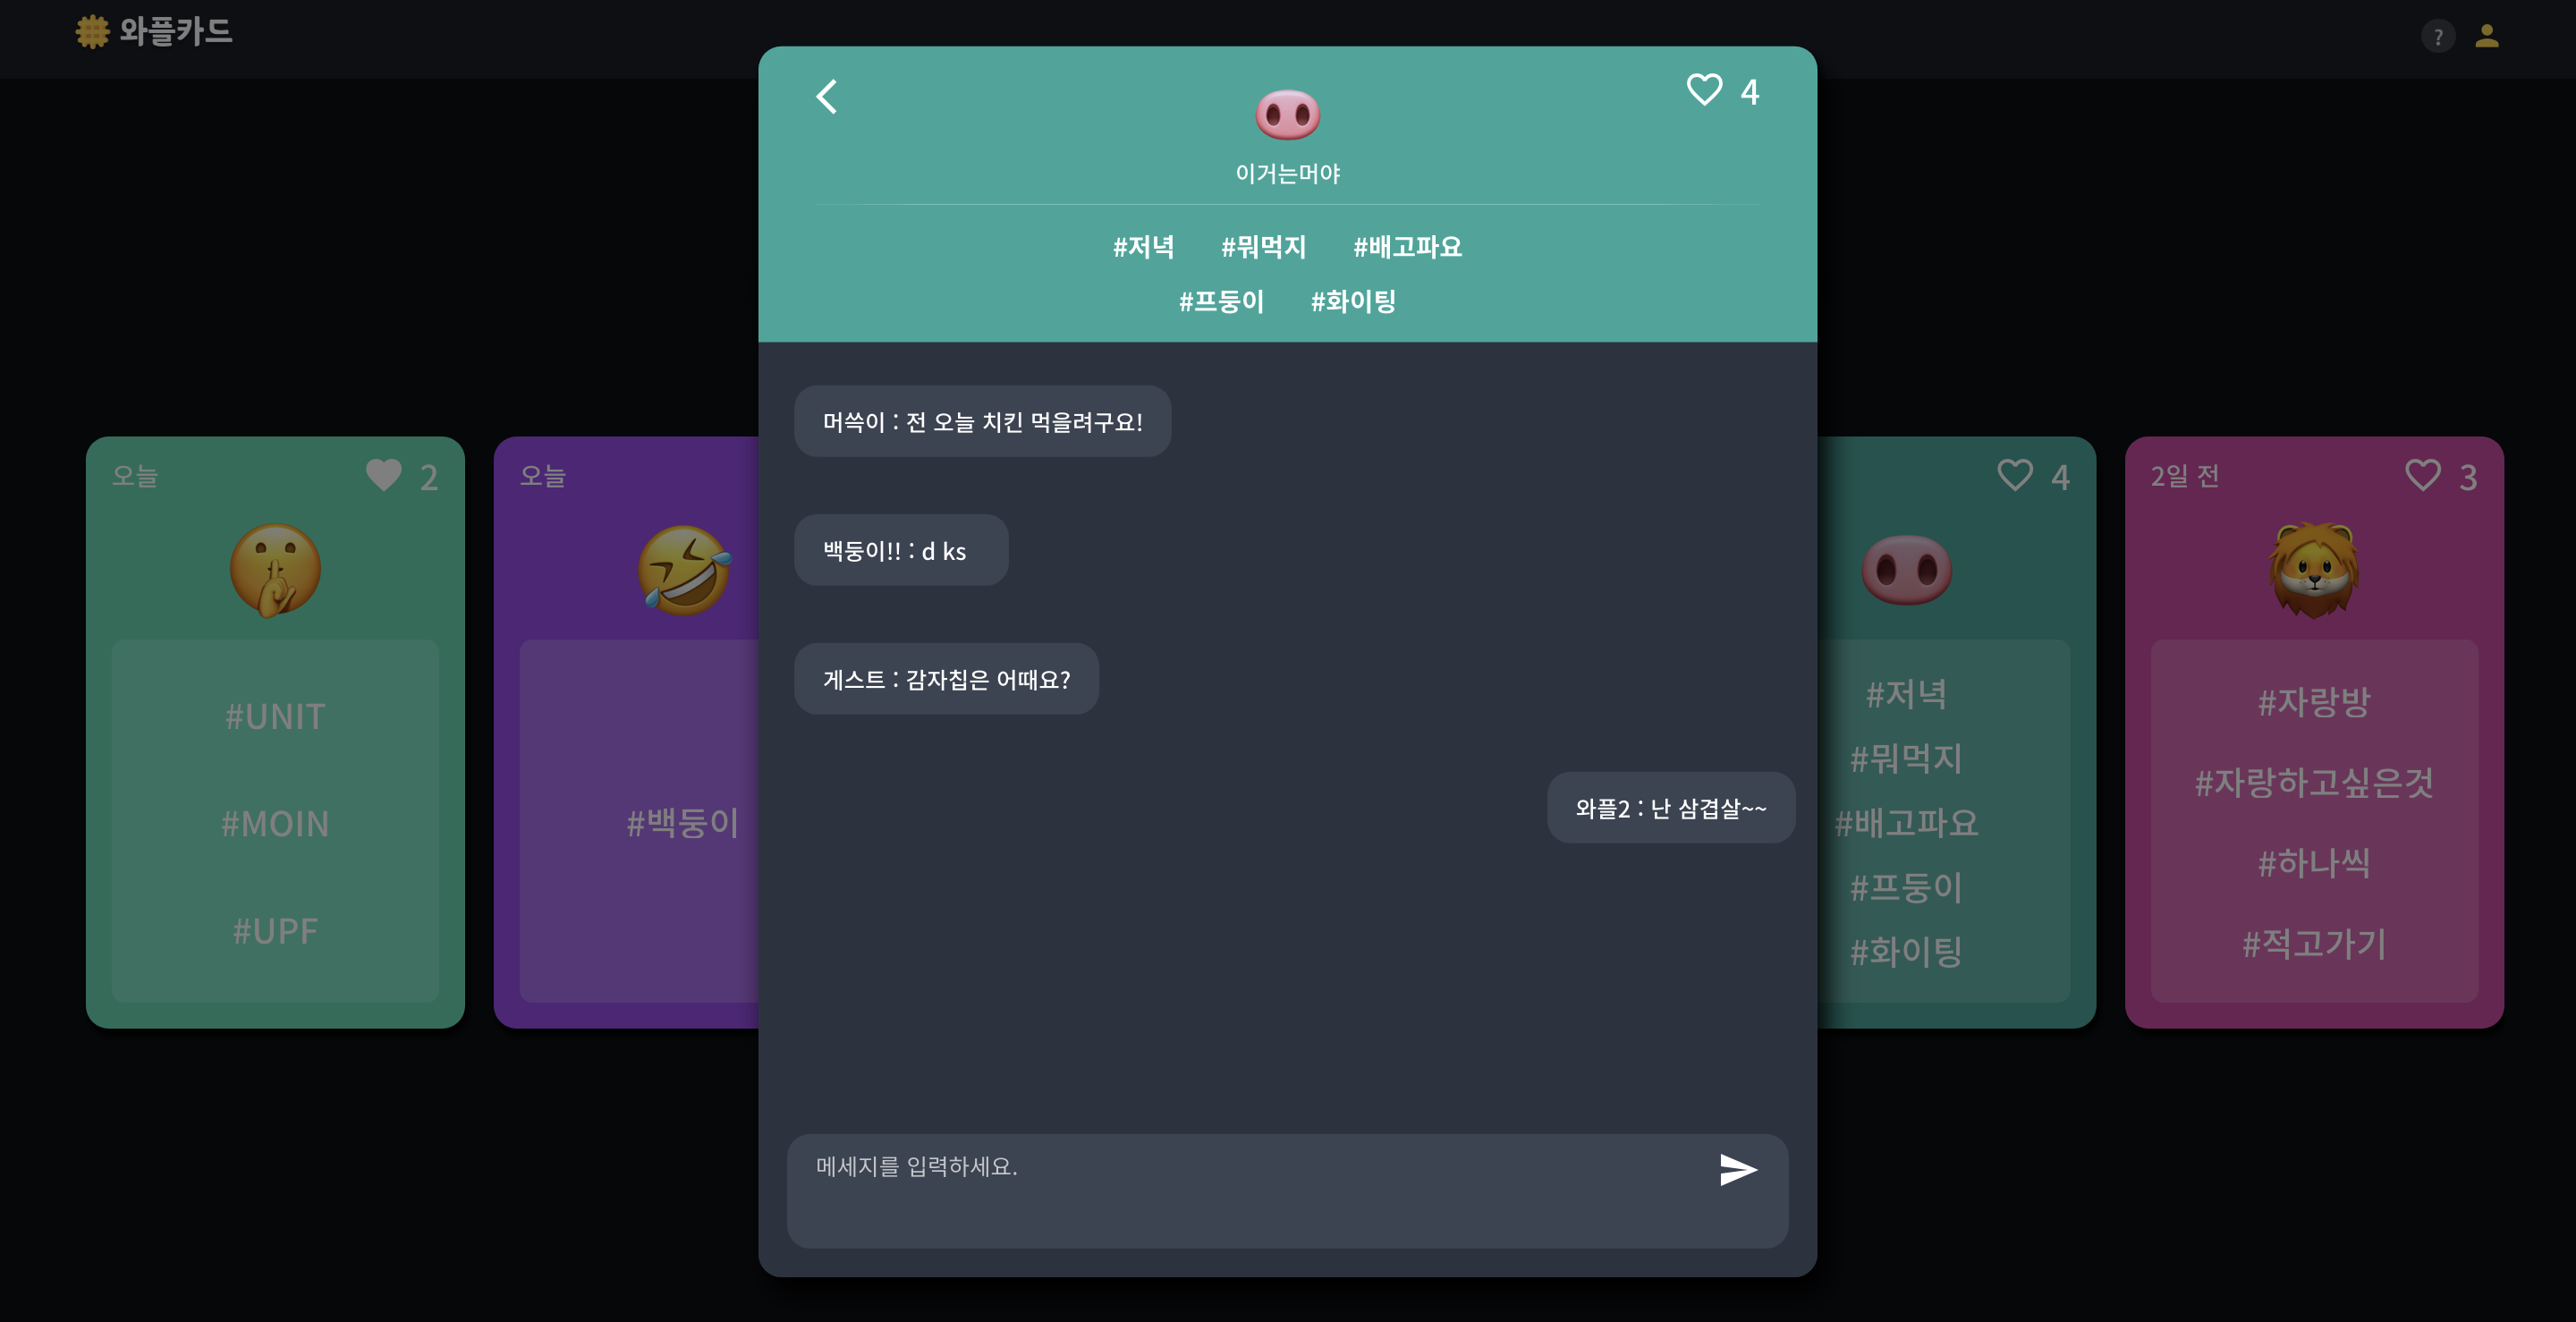 와플카드
?
4
이거는머야
#저녁 #뭐먹지 #배고파요
#프둥이 #화이팅
머쓱이 : 전 오늘 치킨 먹을려구요!
백둥이!! : d ks
게스트 : 감자칩은 어때요?
와플2 : 난 삼겹살~~
메세지를 입력하세요.
오늘 2
#UNIT
#MOIN
#UPF
오늘
#백둥이
4
#저녁
#뭐먹지
#배고파요
#프둥이
#화이팅
2일 전 3
#자랑방
#자랑하고싶은것
#하나씩
#적고가기